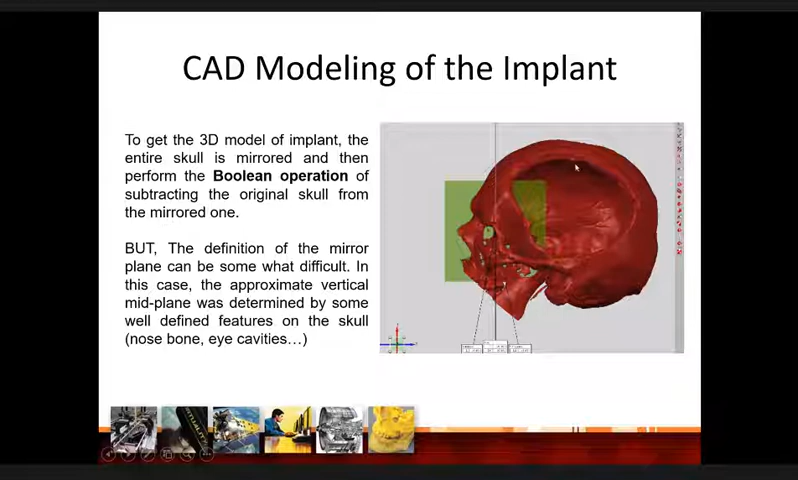 CAD Modeling of the Implant
To get the 3D model of implant, the
entire skull is mirrored and then
perform the Boolean operation of
subtracting the original skull from
the mirrored one.
BUT, The definition of the mirror
plane can be some what difficult. In
this case, the approximate vertical
mid-plane was determined by some
well defined features on the skull
(nose bone, eye cavities…)